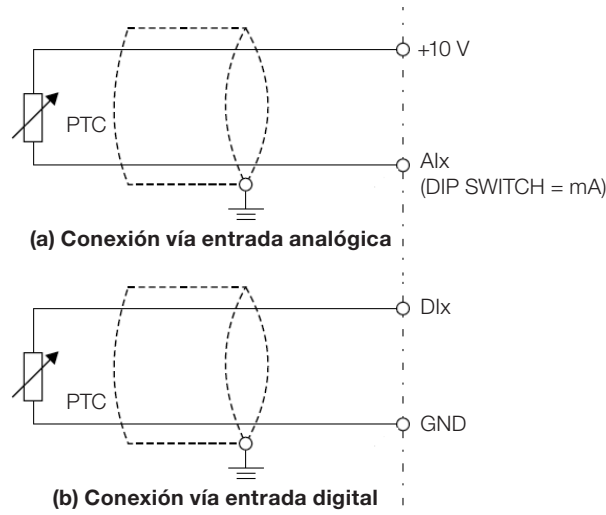 +10 V
PTC
AIx
(DIP SWITCH = mA)
(a) Conexión vía entrada analógica
DIx
PTC
GND
(b) Conexión vía entrada digital